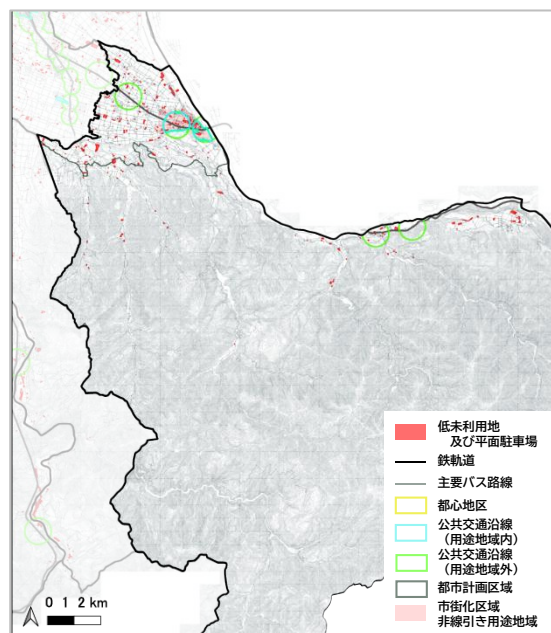 低未利用地
及び平面駐車場
鉄軌道
主要バス路線
都心地区
公共交通沿線
（用途地域内）
公共交通沿線
（用途地域外）
都市計画区域
市街化区域
非線引き用途地域
0 1 2 km